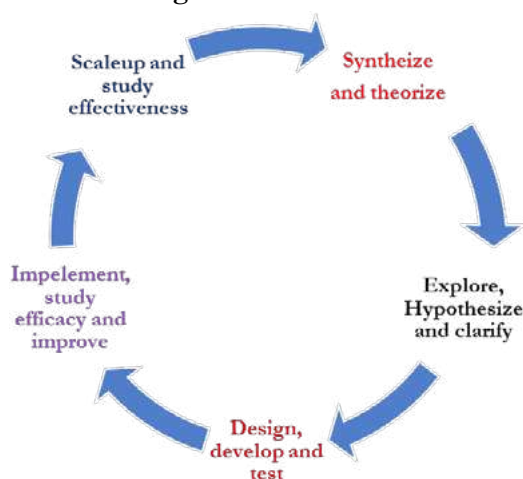 Scaleup and
study
effectiveness
Syntheize
and theorize
Explore,
Hypothesize
and clarify
Design,
develop and
test
Impelement,
study
efficacy and
improve